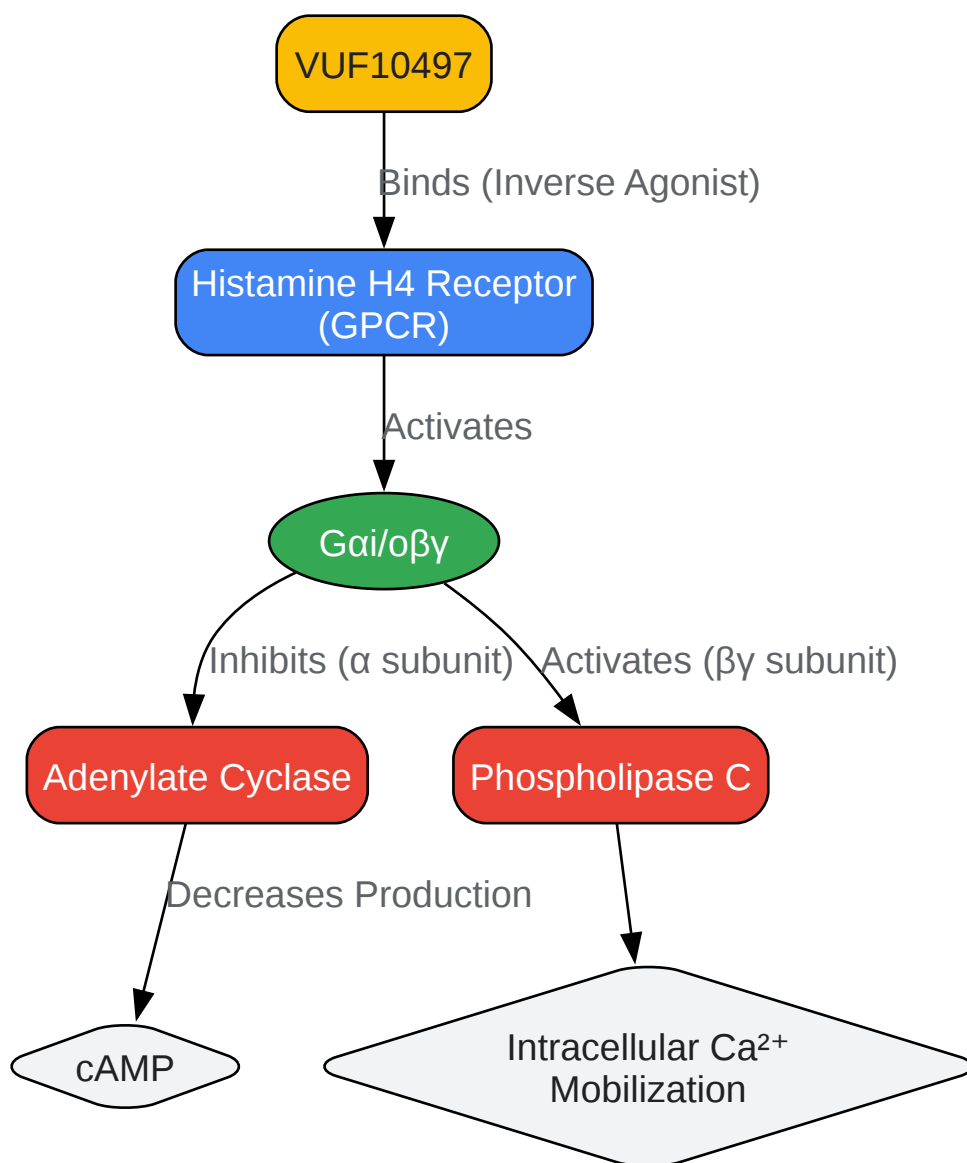 VUF10497
Binds (Inverse Agonist)
Histamine H4 Receptor
(GPCR)
Activates
Gαi/oβγ
Inhibits (α subunit)
Activates (βγ subunit)
Adenylate Cyclase
Phospholipase C
Decreases Production
cAMP
Intracellular Ca²⁺
Mobilization